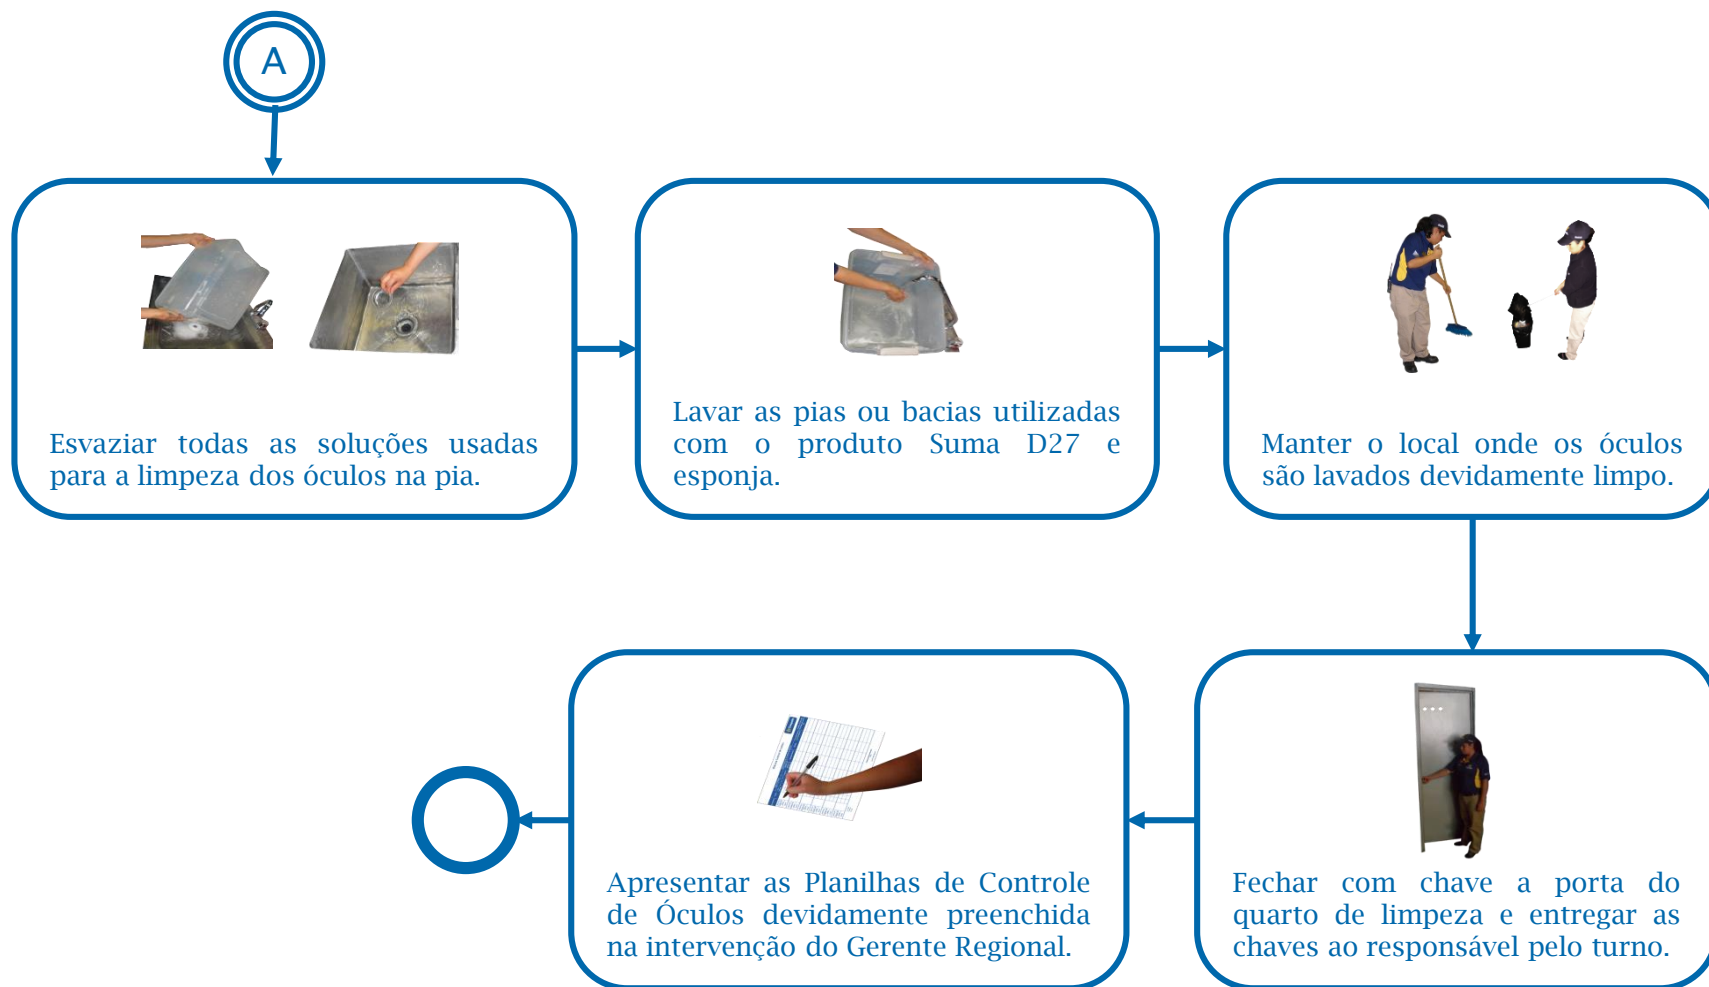 A
Esvaziar todas as soluções usadas
para a limpeza dos óculos na pia.
Lavar as pias ou bacias utilizadas
com o produto Suma D27 e
esponja.
Manter o local onde os óculos
são lavados devidamente limpo.
Fechar com chave a porta do
quarto de limpeza e entregar as
chaves ao responsável pelo turno.
Apresentar as Planilhas de Controle
de Óculos devidamente preenchida
na intervenção do Gerente Regional.